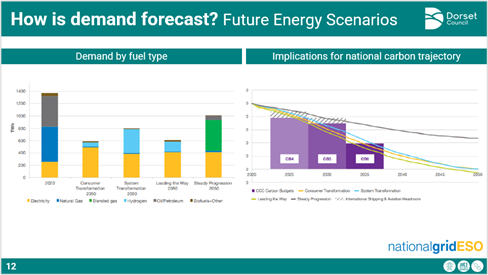 How is demand forecast? Future Energy Scenarios
Dorset
Council
Demand by fuel type
Implications for national carbon trajectory
1400
1200
1000
800
600
400
200
0
TWh
2020
Consumer
Transformation
2050
System
Transformation
2050
Leading the Way
2050
Steady Progression
2050
Electricity
Natural Gas
Blended gas
Hydrogen
Oil/Petroleum
Biofuels+Other
CB4
CB5
CB6
2020
2025
2030
2035
2040
2045
2050
CCC Carbon Budgets
Consumer Transformation
System Transformation
Leading the Way
Steady Progression
International Shipping & Aviation Headroom
nationalgridESO
12